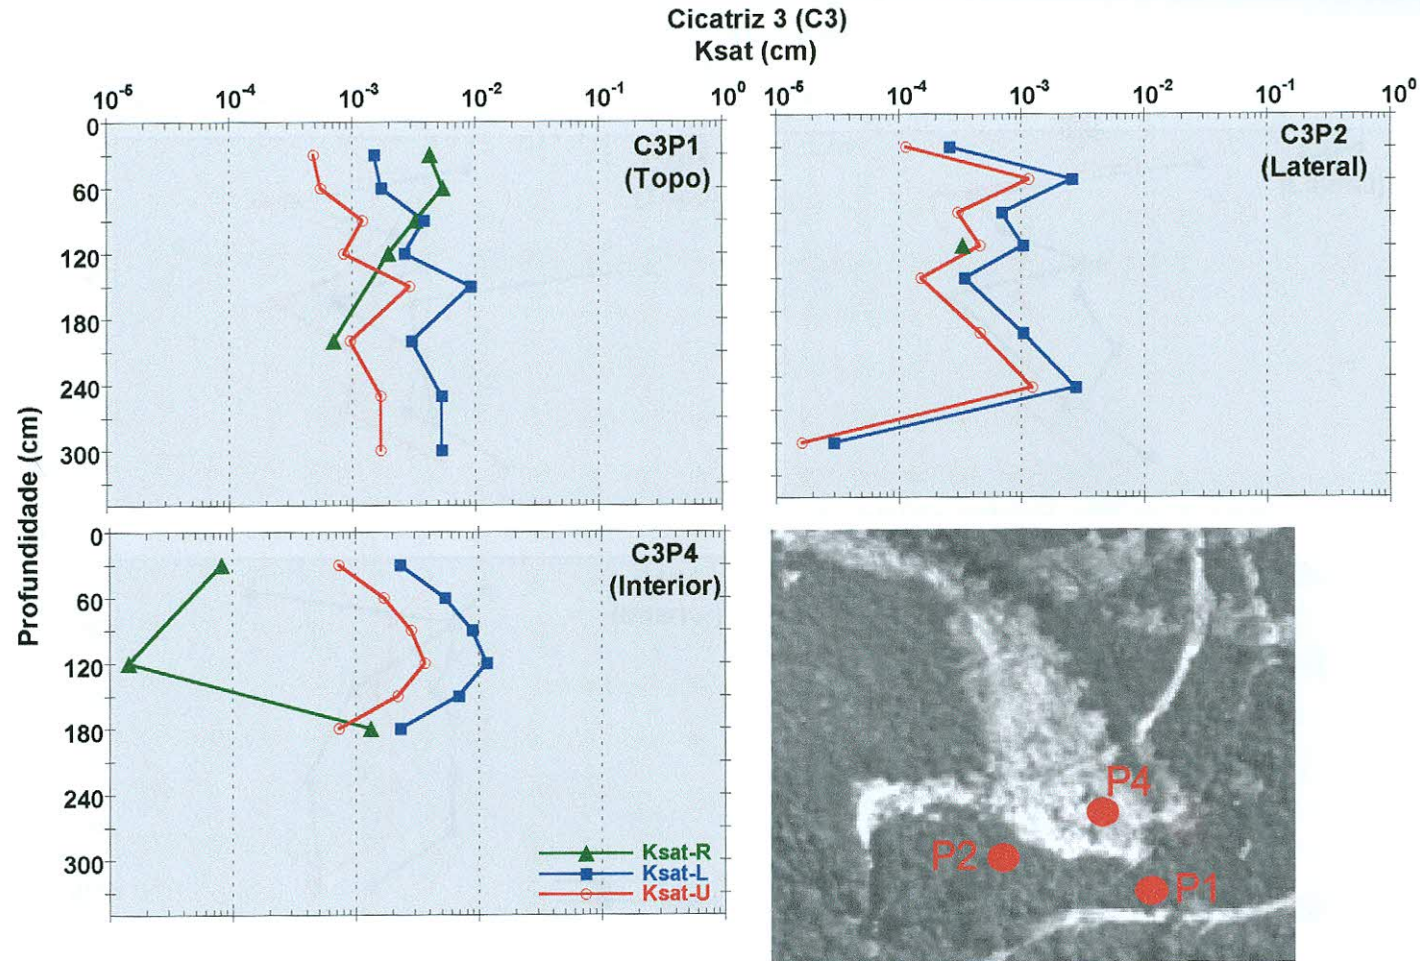 Cicatriz 3 (C3)
Ksat (cm)
10-5 10-4 10-3 10-2 10-1 100
10-5 10-4 10-3 10-2 10-1 100
Profundidade (cm)
0
60
120
180
240
300
C3P1
(Topo)
C3P2
(Lateral)
0
60
120
180
240
300
C3P4
(Interior)
Ksat-R
Ksat-L
Ksat-U
P4
P2
P1